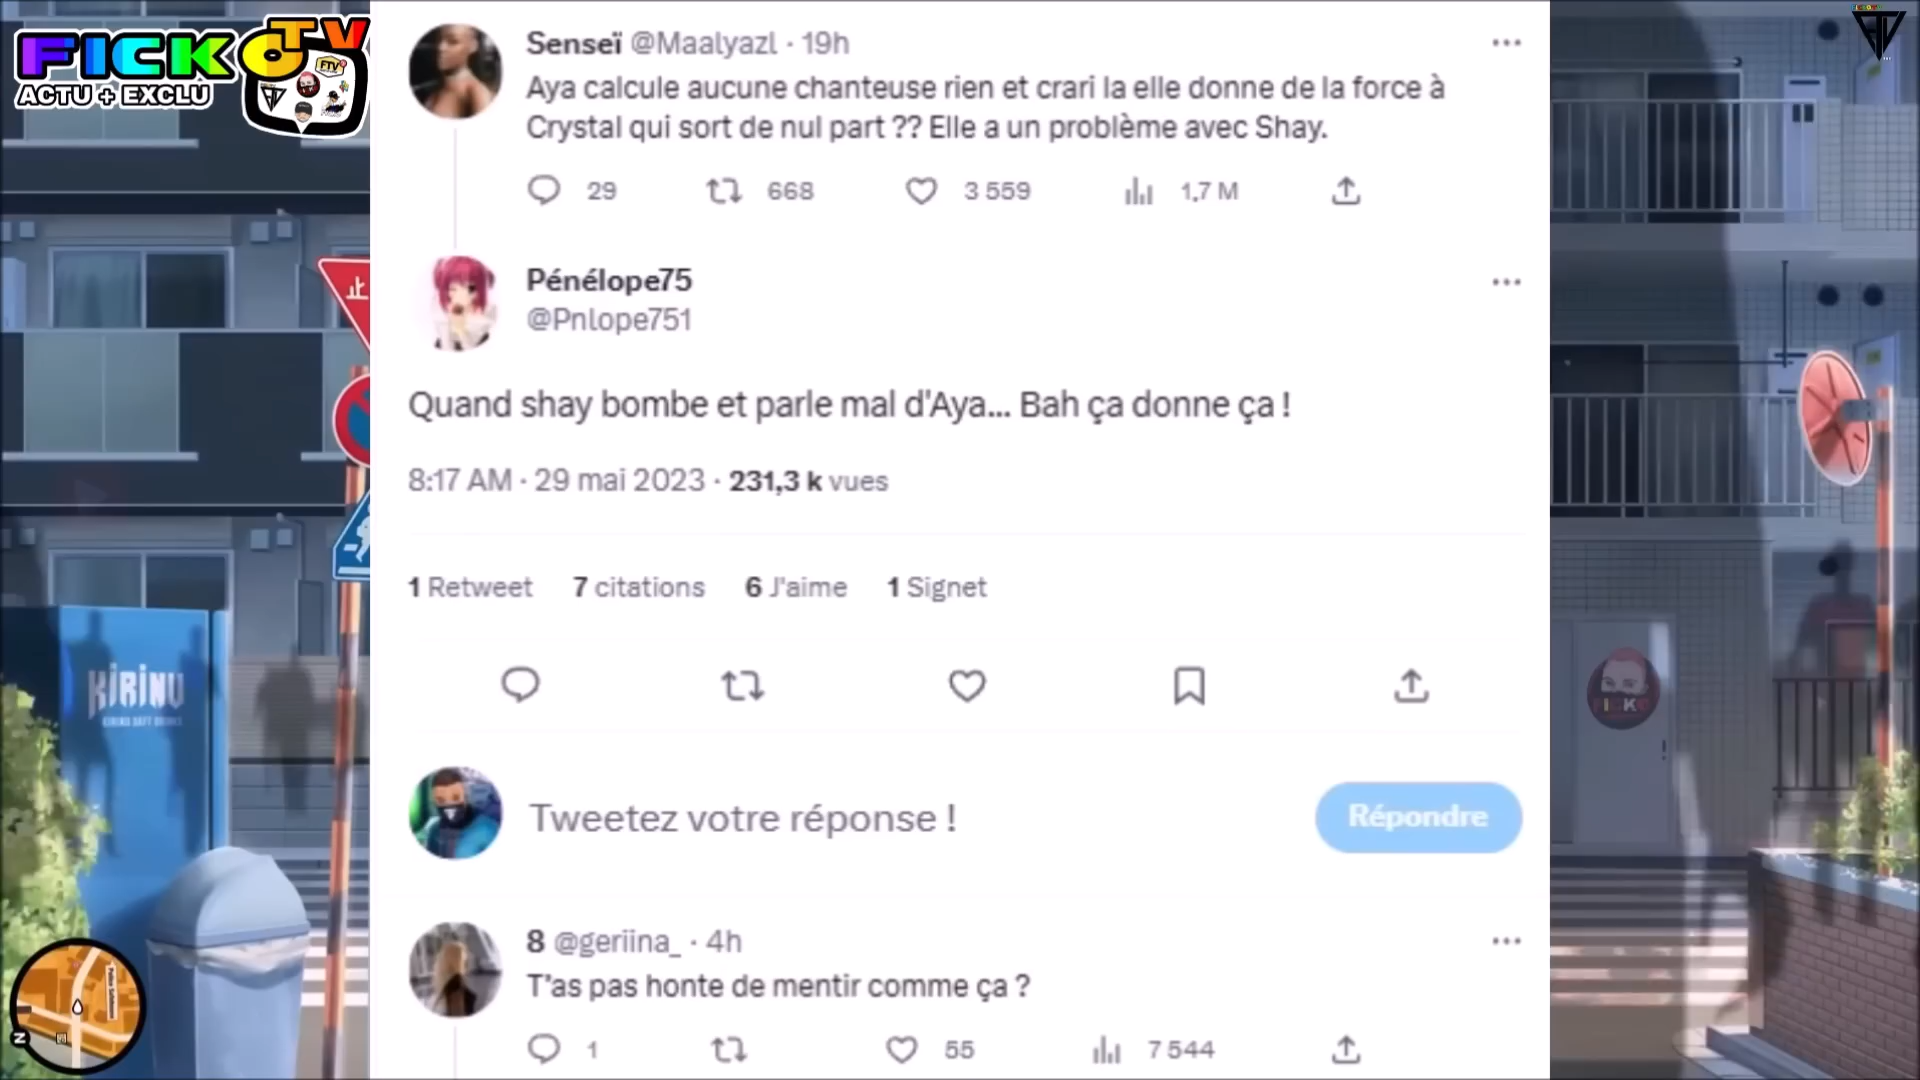 FICKO TV
ACTU + EXCLU
FTV
Senseï @Maalyazl · 19h
Aya calcule aucune chanteuse rien et crari la elle donne de la force à
Crystal qui sort de nul part ?? Elle a un problème avec Shay.
29 668 3 559 1,7 M
Pénélope75
@Pnlope751
Quand shay bombe et parle mal d'Aya... Bah ça donne ça !
8:17 AM · 29 mai 2023 · 231,3 k vues
1 Retweet 7 citations 6 J'aime 1 Signet
Tweetez votre réponse !
Répondre
8 @geriina_ · 4h
T'as pas honte de mentir comme ça ?
1 55 7 544
止
KIRINU
FICKO
N